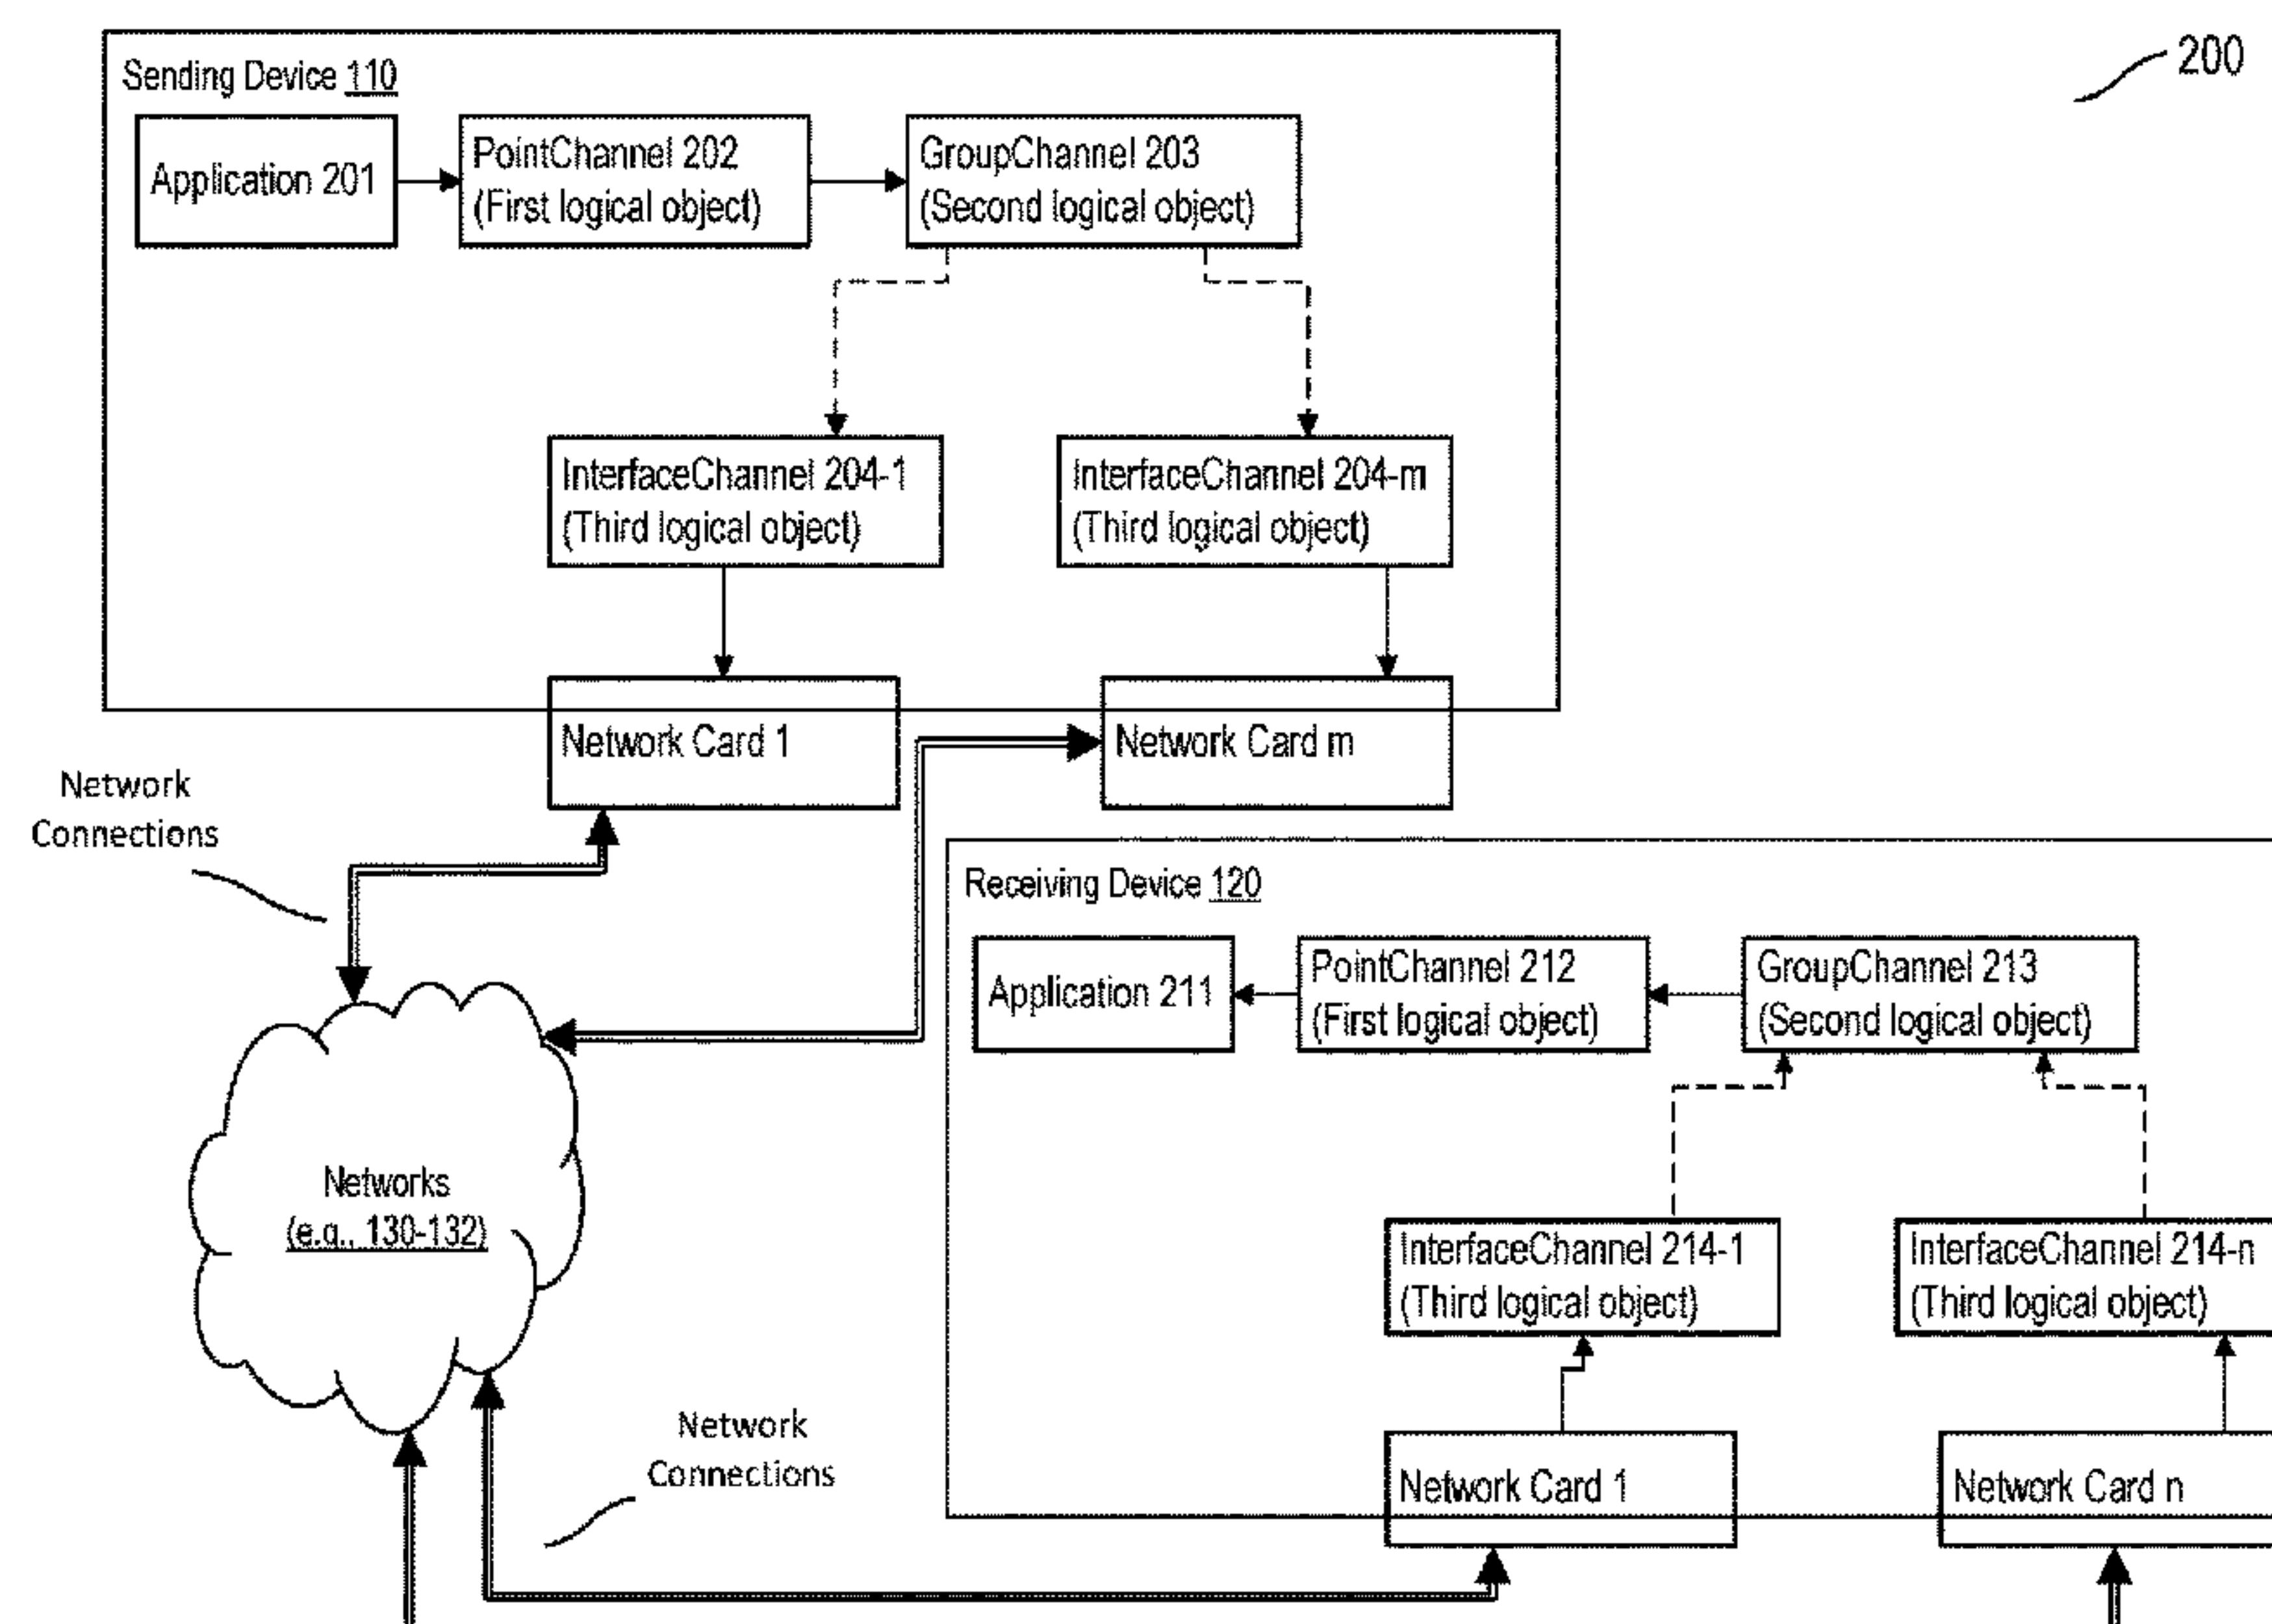 200
Sending Device 110
Application 201
PointChannel 202
(First logical object)
GroupChannel 203
(Second logical object)
InterfaceChannel 204-1
(Third logical object)
InterfaceChannel 204-m
(Third logical object)
Network Card 1
Network Card m
Network
Connections
Receiving Device 120
Application 211
PointChannel 212
(First logical object)
GroupChannel 213
(Second logical object)
Networks
(e.g., 130-132)
InterfaceChannel 214-1
(Third logical object)
InterfaceChannel 214-n
(Third logical object)
Network
Connections
Network Card 1
Network Card n